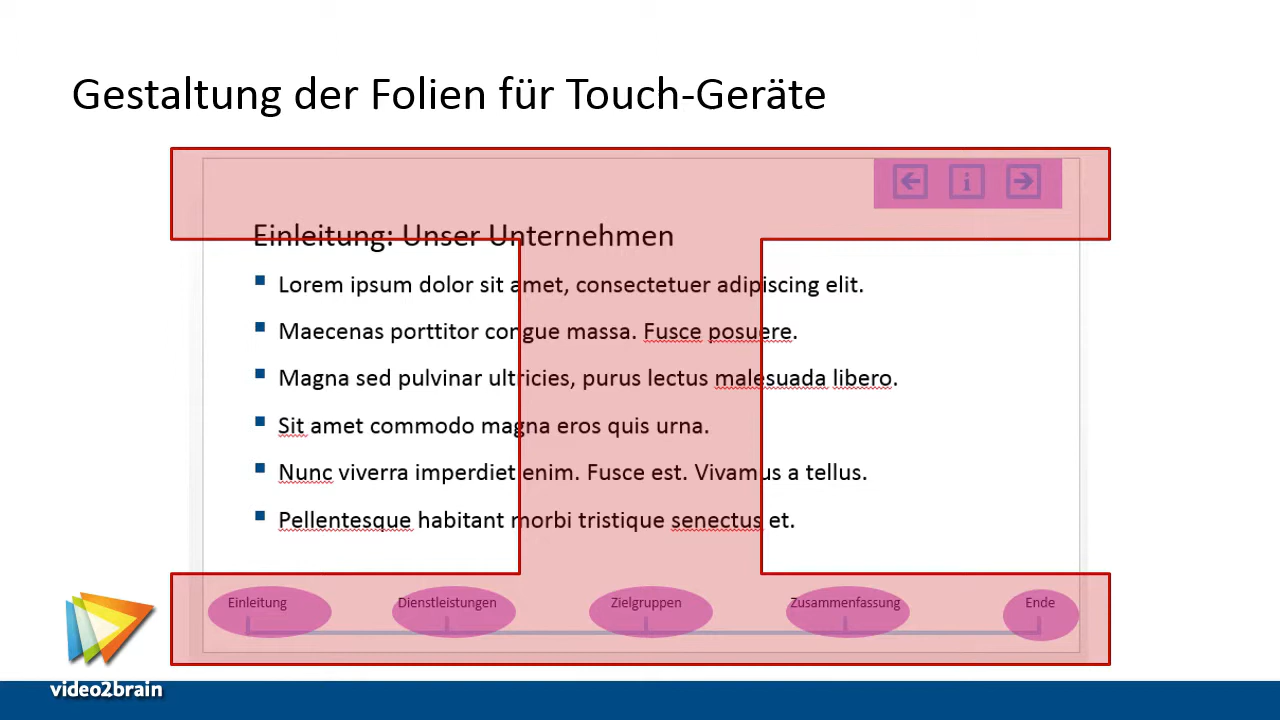 Gestaltung der Folien für Touch-Geräte
i
Einleitung: Unser Unternehmen
Lorem ipsum dolor sit amet, consectetuer adipiscing elit.
Maecenas porttitor congue massa. Fusce posuere.
Magna sed pulvinar ultricies, purus lectus malesuada libero.
Sit amet commodo magna eros quis urna.
Nunc viverra imperdiet enim. Fusce est. Vivamus a tellus.
Pellentesque habitant morbi tristique senectus et.
Einleitung Dienstleistungen Zielgruppen Zusammenfassung Ende
video2brain